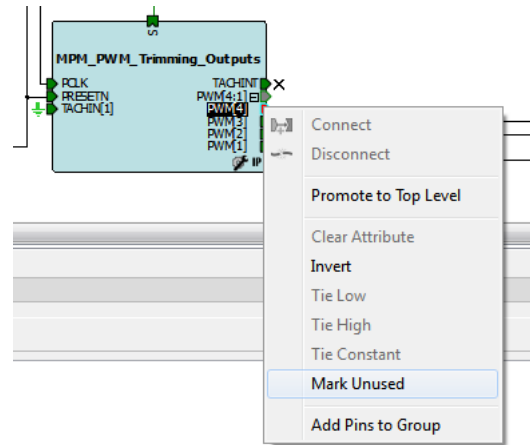 S
MPM_PWM_Trimming_Outputs
PCLK
TACHINT
PRESETN
PWM[4:1]
TACHIN[1]
PWM[4]
PWM[3]
PWM[2]
PWM[1]
IP
Connect
Disconnect
Promote to Top Level
Clear Attribute
Invert
Tie Low
Tie High
Tie Constant
Mark Unused
Add Pins to Group